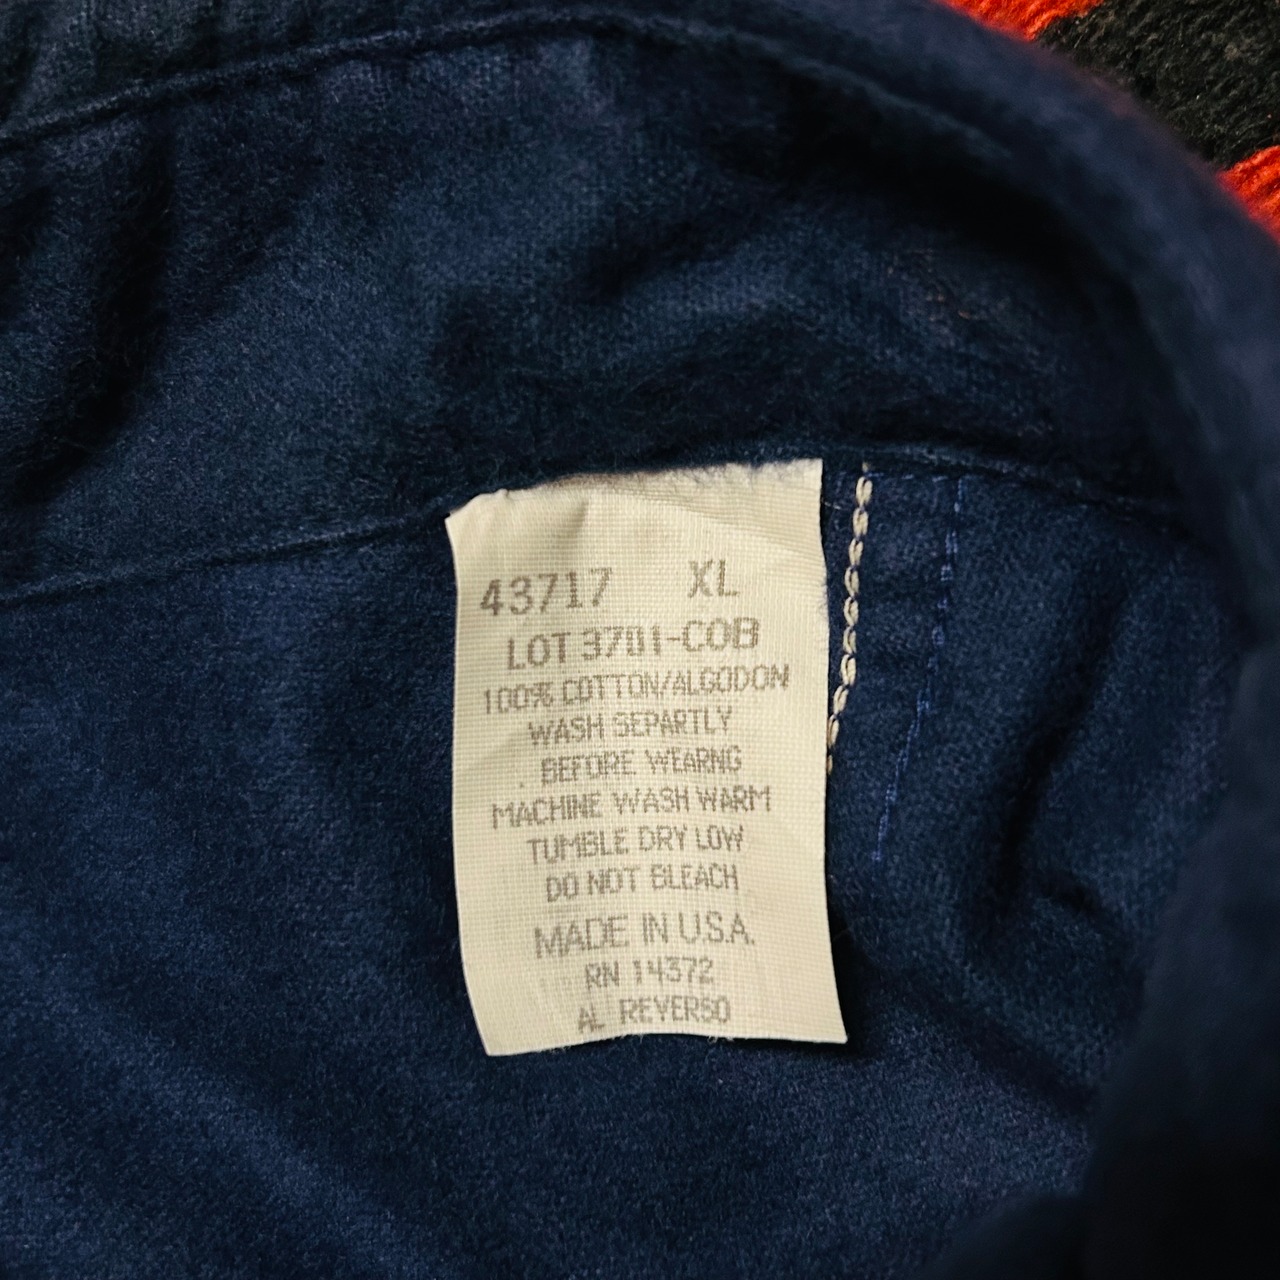 43717 XL
LOT 3701-COB
100% COTTON/ALGODON
WASH SEPARTLY
BEFORE WEARNG
MACHINE WASH WARM
TUMBLE DRY LOW
DO NOT BLEACH
MADE IN U.S.A.
RN 14372
AL REVERSO